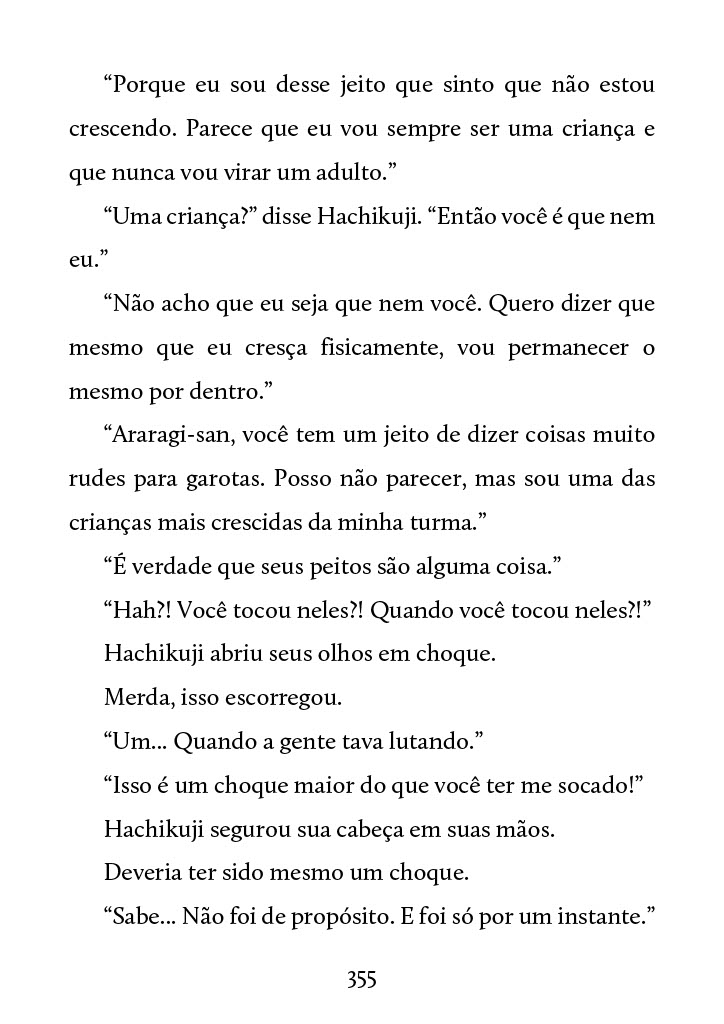 “Porque eu sou desse jeito que sinto que não estou
crescendo. Parece que eu vou sempre ser uma criança e
que nunca vou virar um adulto.”
“Uma criança?” disse Hachikuji. “Então você é que nem
eu.”
“Não acho que eu seja que nem você. Quero dizer que
mesmo que eu cresça fisicamente, vou permanecer o
mesmo por dentro.”
“Araragi-san, você tem um jeito de dizer coisas muito
rudes para garotas. Posso não parecer, mas sou uma das
crianças mais crescidas da minha turma.”
“É verdade que seus peitos são alguma coisa.”
“Hah?! Você tocou neles?! Quando você tocou neles?!”
Hachikuji abriu seus olhos em choque.
Merda, isso escorregou.
“Um... Quando a gente tava lutando.”
“Isso é um choque maior do que você ter me socado!”
Hachikuji segurou sua cabeça em suas mãos.
Deveria ter sido mesmo um choque.
“Sabe... Não foi de propósito. E foi só por um instante.”
355